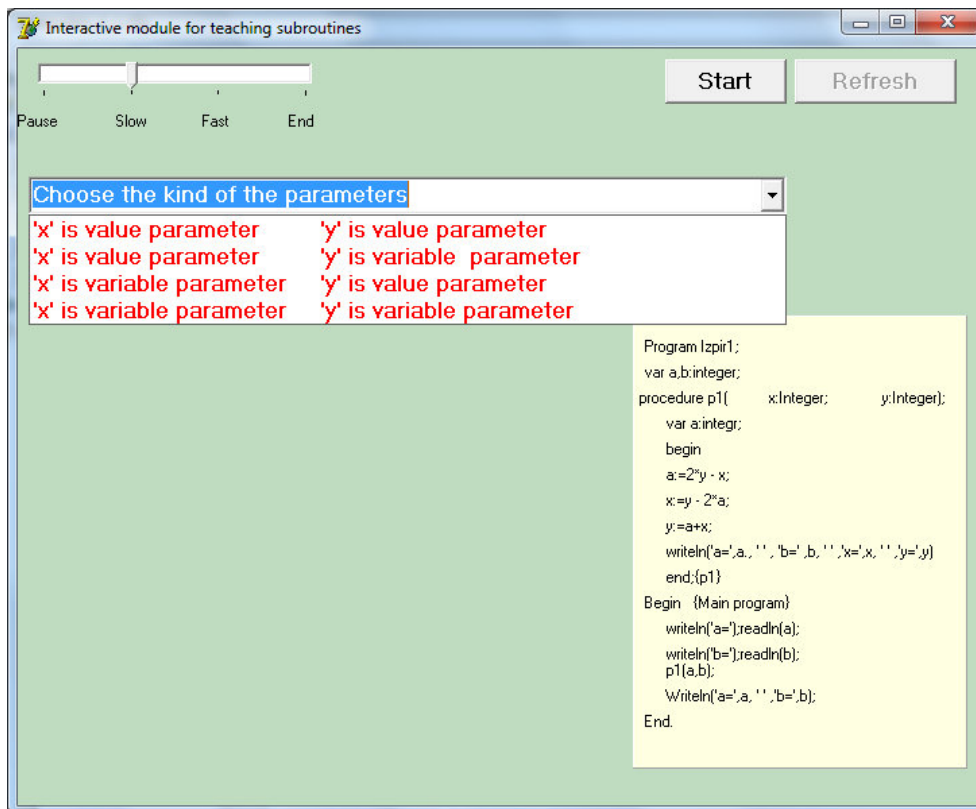 Interactive module for teaching subroutines
Start Refresh
Pause Slow Fast End
Choose the kind of the parameters
'x' is value parameter 'y' is value parameter
'x' is value parameter 'y' is variable parameter
'x' is variable parameter 'y' is value parameter
'x' is variable parameter 'y' is variable parameter
Program Izpir1;
var a,b:integer;
procedure p1( x:Integer; y:Integer);
var a:integr;
begin
a:=2*y - x;
x:=y - 2*a;
y:=a+x;
writeln('a=',a., ' ' , 'b=' ,b, ' ' ,'x=',x, ' ' ,'y=',y)
end;{p1}
Begin {Main program}
writeln('a=');readln(a);
writeln('b=');readln(b);
p1(a,b);
Writeln('a=',a, ' ' ,'b=',b);
End.